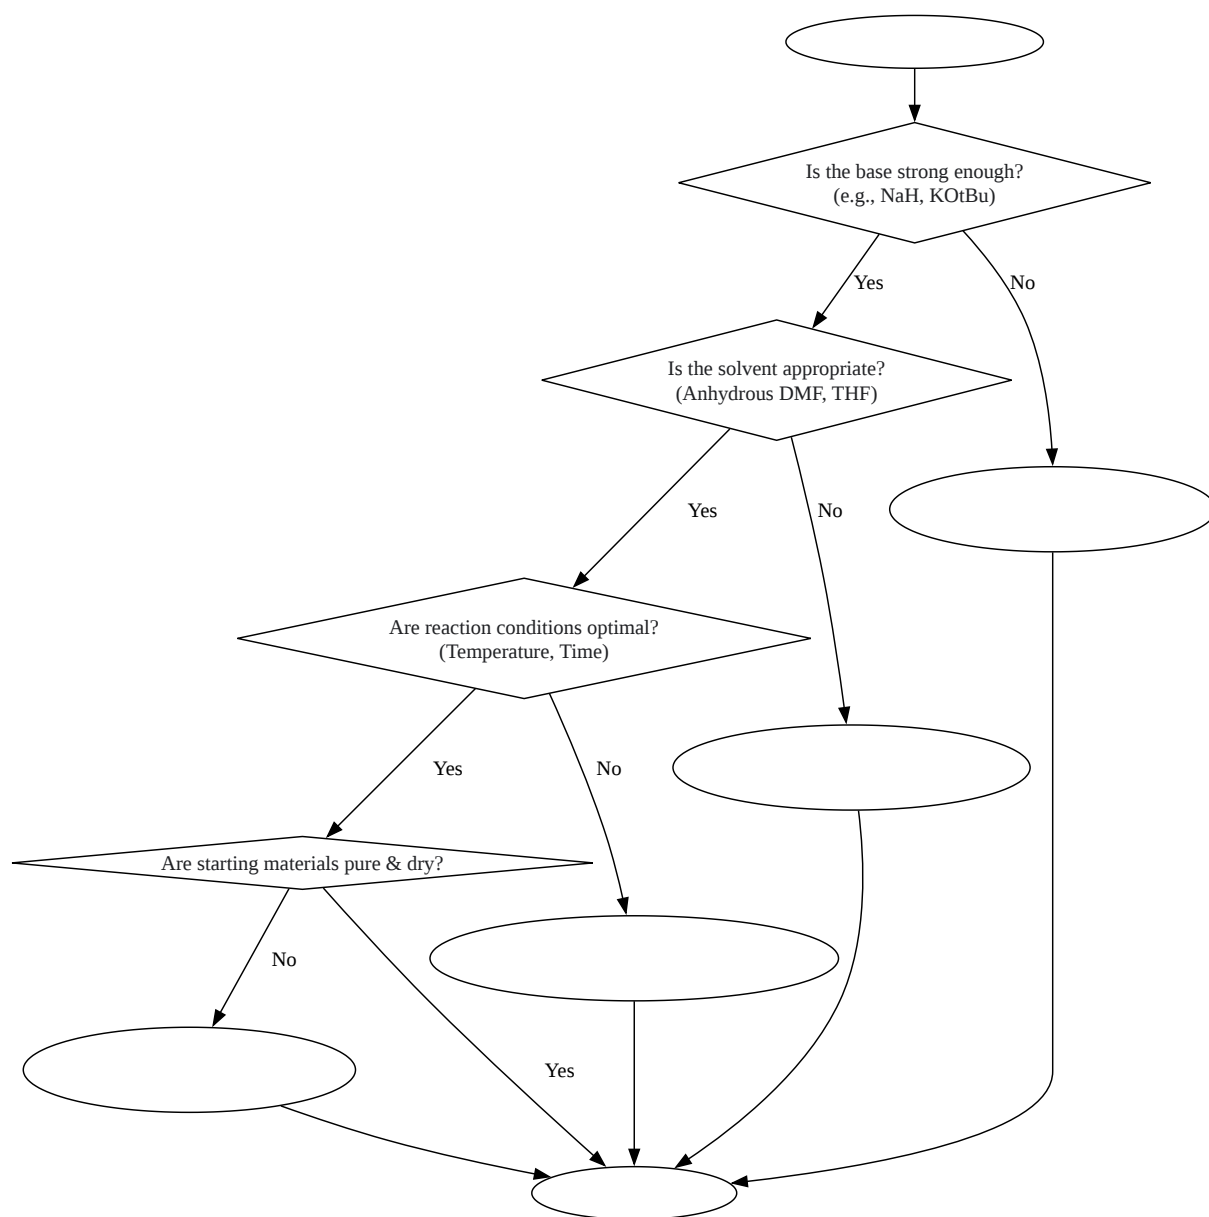 Is the base strong enough?
(e.g., NaH, KOtBu)
Yes
No
Is the solvent appropriate?
(Anhydrous DMF, THF)
Yes
No
Are reaction conditions optimal?
(Temperature, Time)
Yes
No
Are starting materials pure & dry?
No
Yes